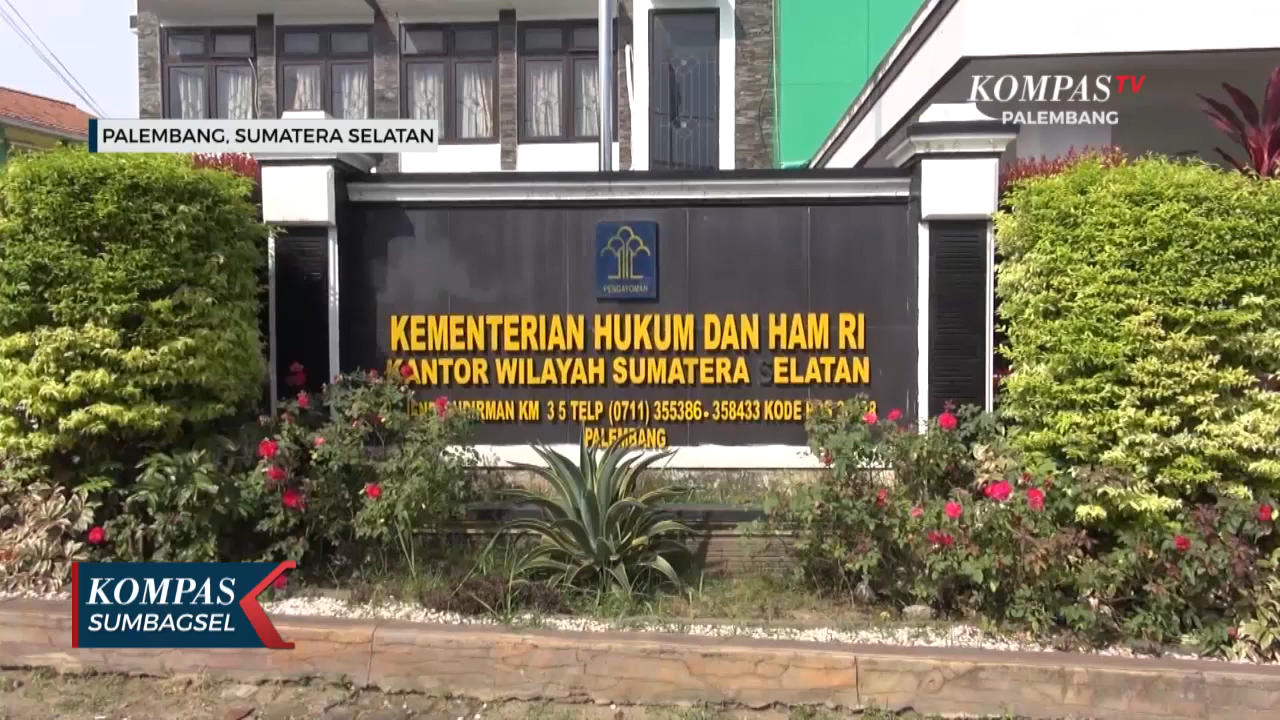 KOMPAS TV
PALEMBANG
PALEMBANG, SUMATERA SELATAN
PENGAYOMAN
KEMENTERIAN HUKUM DAN HAM RI
KANTOR WILAYAH SUMATERA SELATAN
KM 3 5 TELP (0711) 355386 - 358433 KODE
PALEMBANG
KOMPAS
SUMBAGSEL